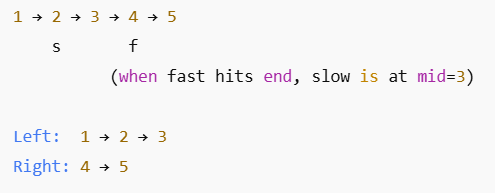 1 → 2 → 3 → 4 → 5
s f
(when fast hits end, slow is at mid=3)
Left: 1 → 2 → 3
Right: 4 → 5